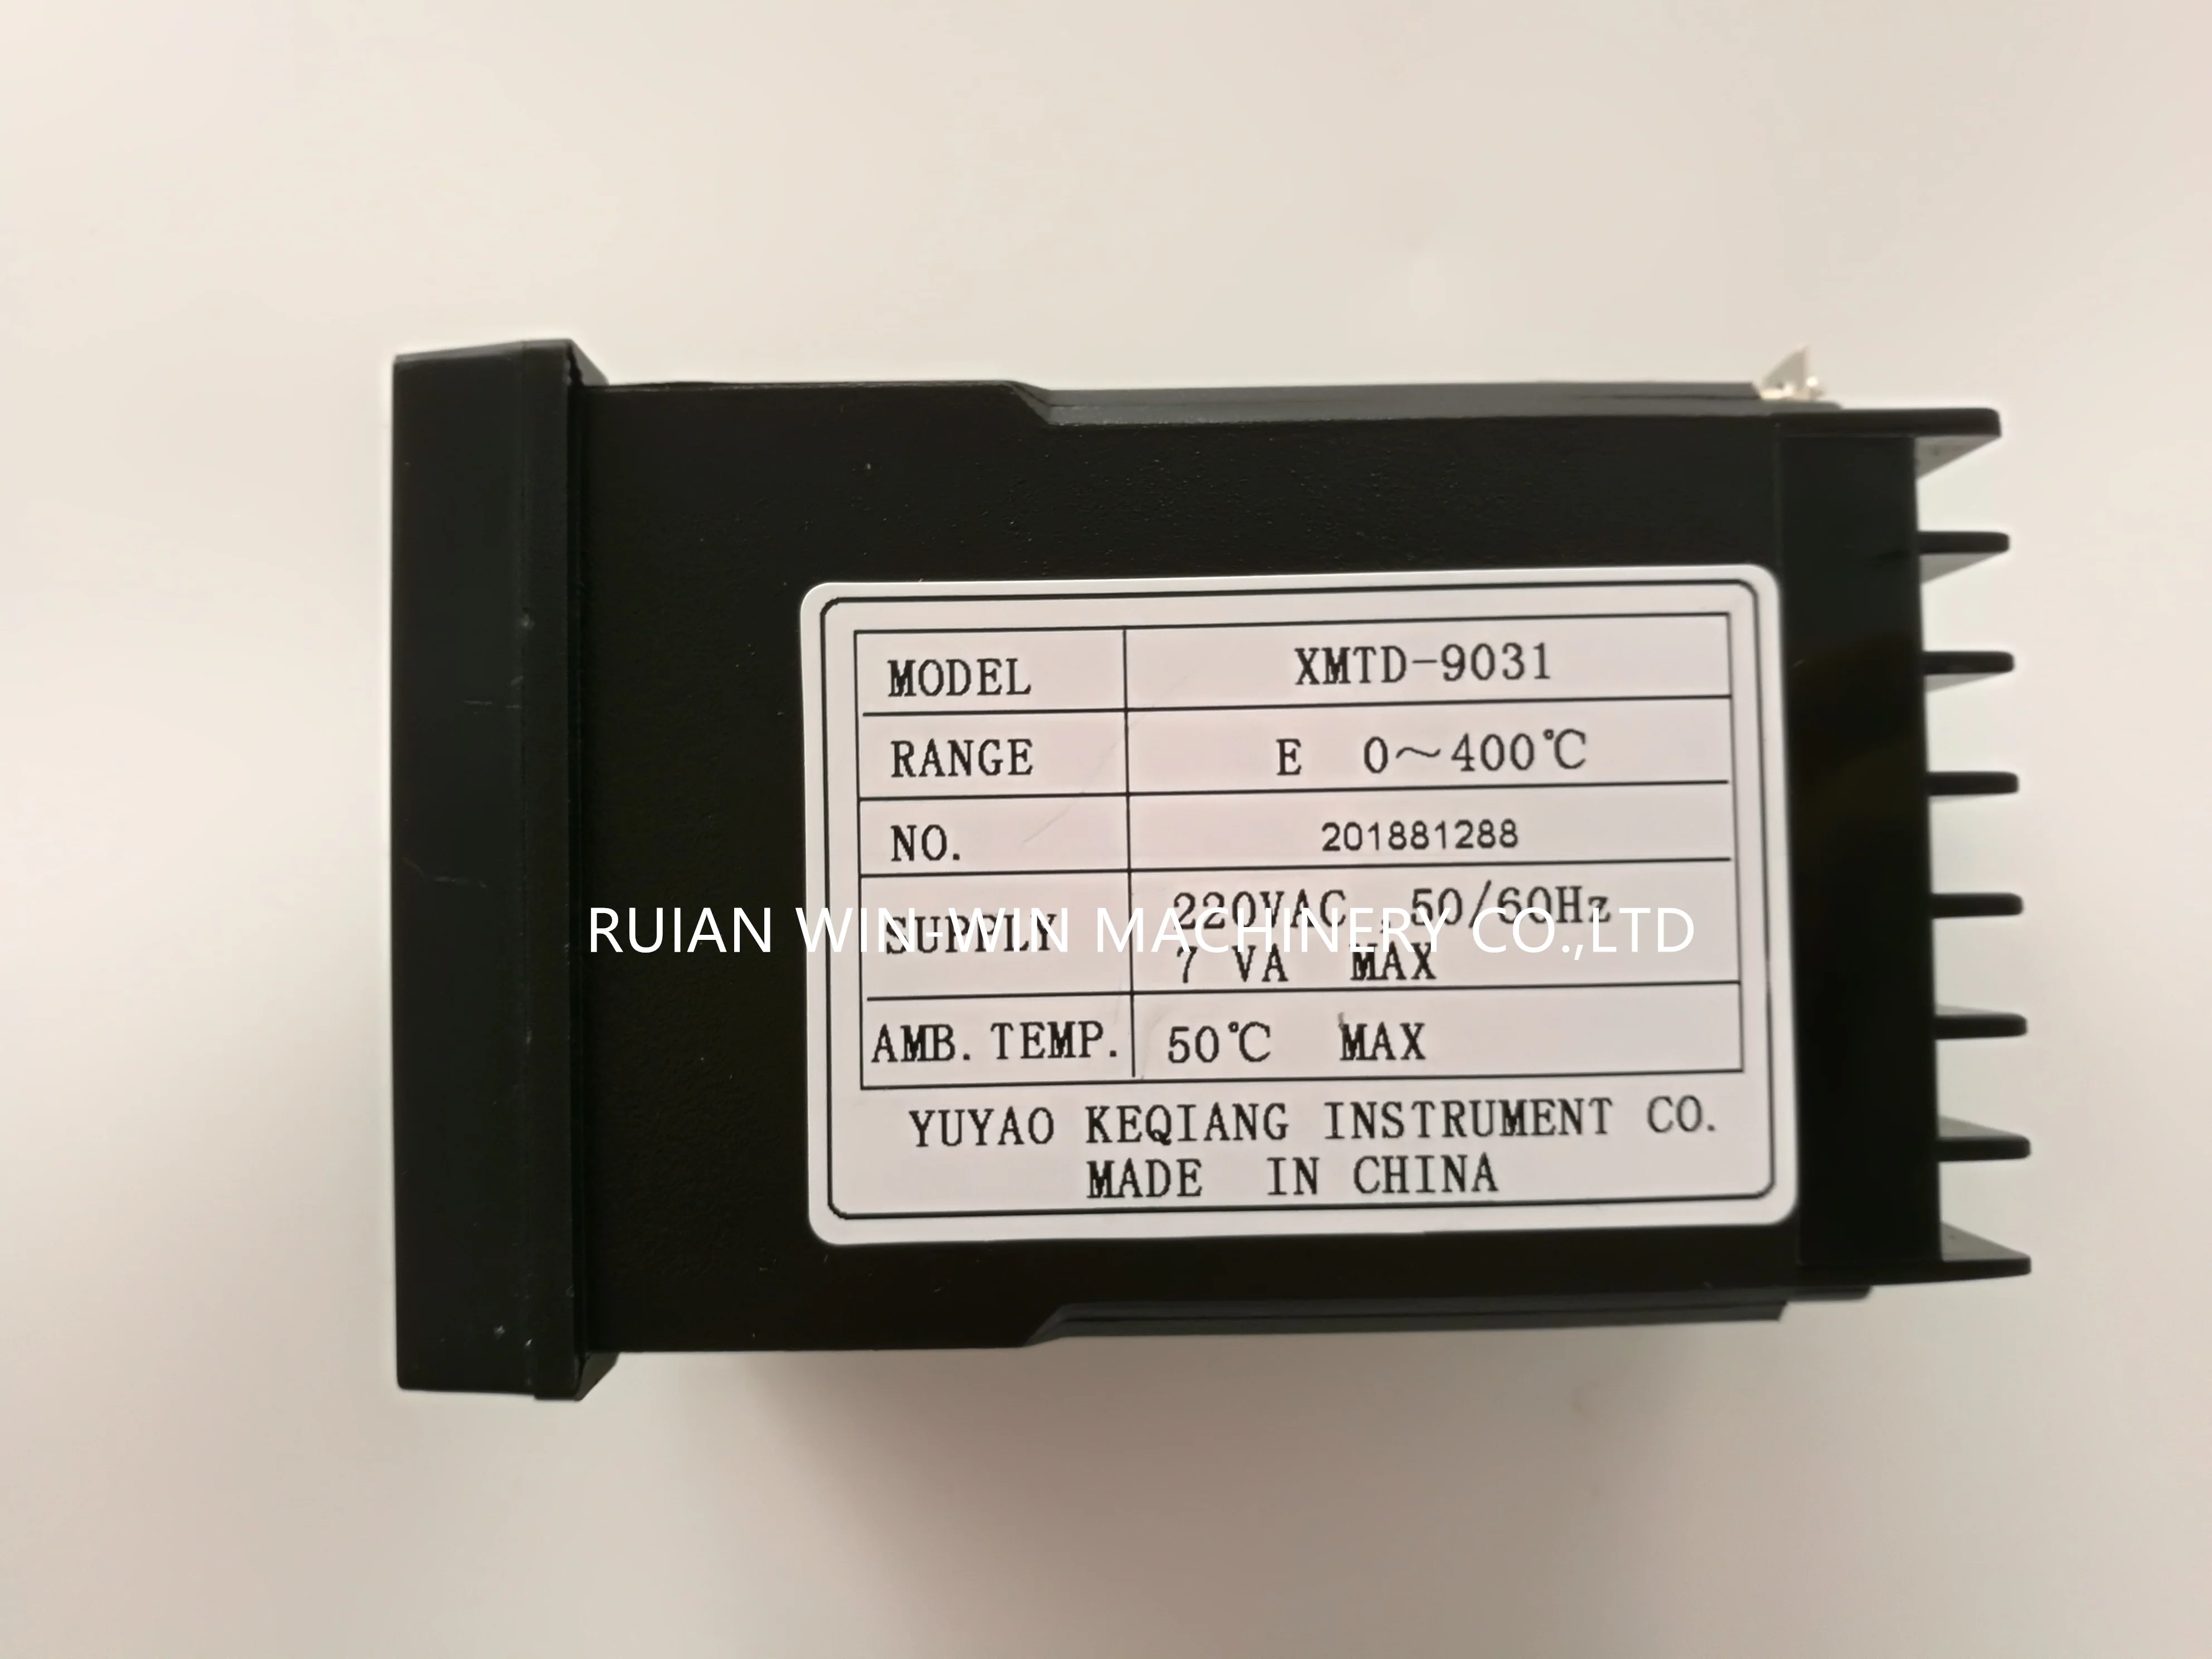 MODEL XMTD-9031
RANGE E 0～400℃
NO. 201881288
SUPPLY 220VAC ,50/60Hz
7 VA MAX
RUIAN WIN-WIN MACHINERY CO.,LTD
AMB. TEMP. 50℃ MAX
YUYAO KEQIANG INSTRUMENT CO.
MADE IN CHINA